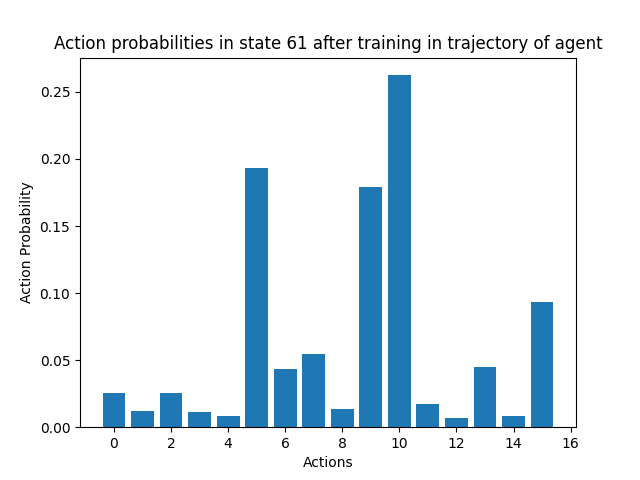 Action probabilities in state 61 after training in trajectory of agent
Action Probability
0.25
0.20
0.15
0.10
0.05
0.00
0 2 4 6 8 10 12 14 16
Actions